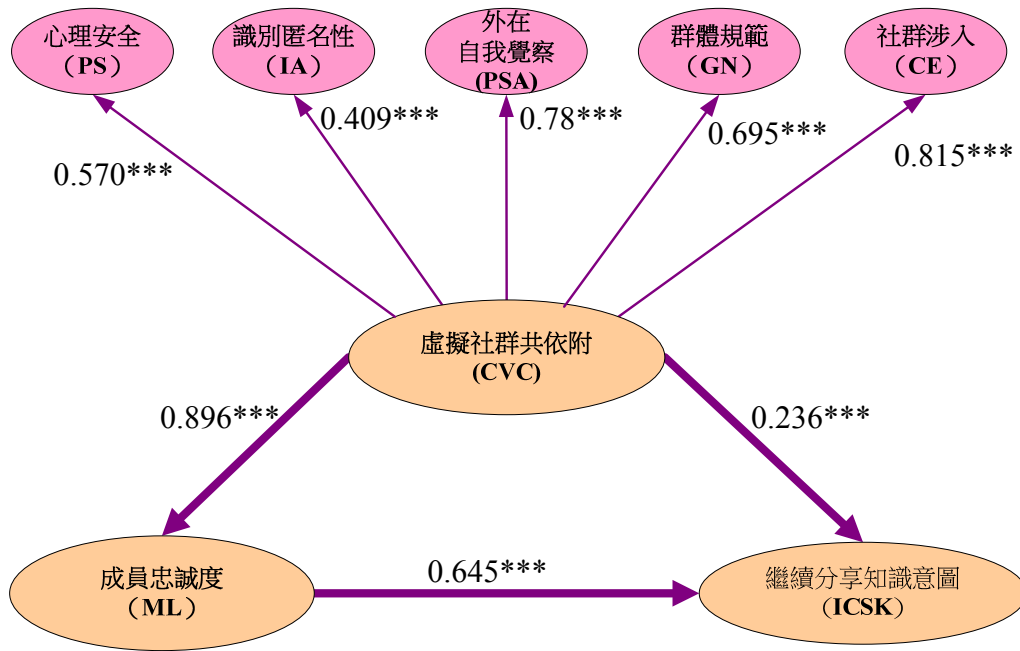 心理安全
（PS）
識別匿名性
（IA）
外在
自我覺察
(PSA)
群體規範
（GN）
社群涉入
（CE）
0.570***
0.409***
0.78***
0.695***
0.815***
虛擬社群共依附
(CVC)
0.896***
0.236***
成員忠誠度
（ML）
0.645***
繼續分享知識意圖
(ICSK)